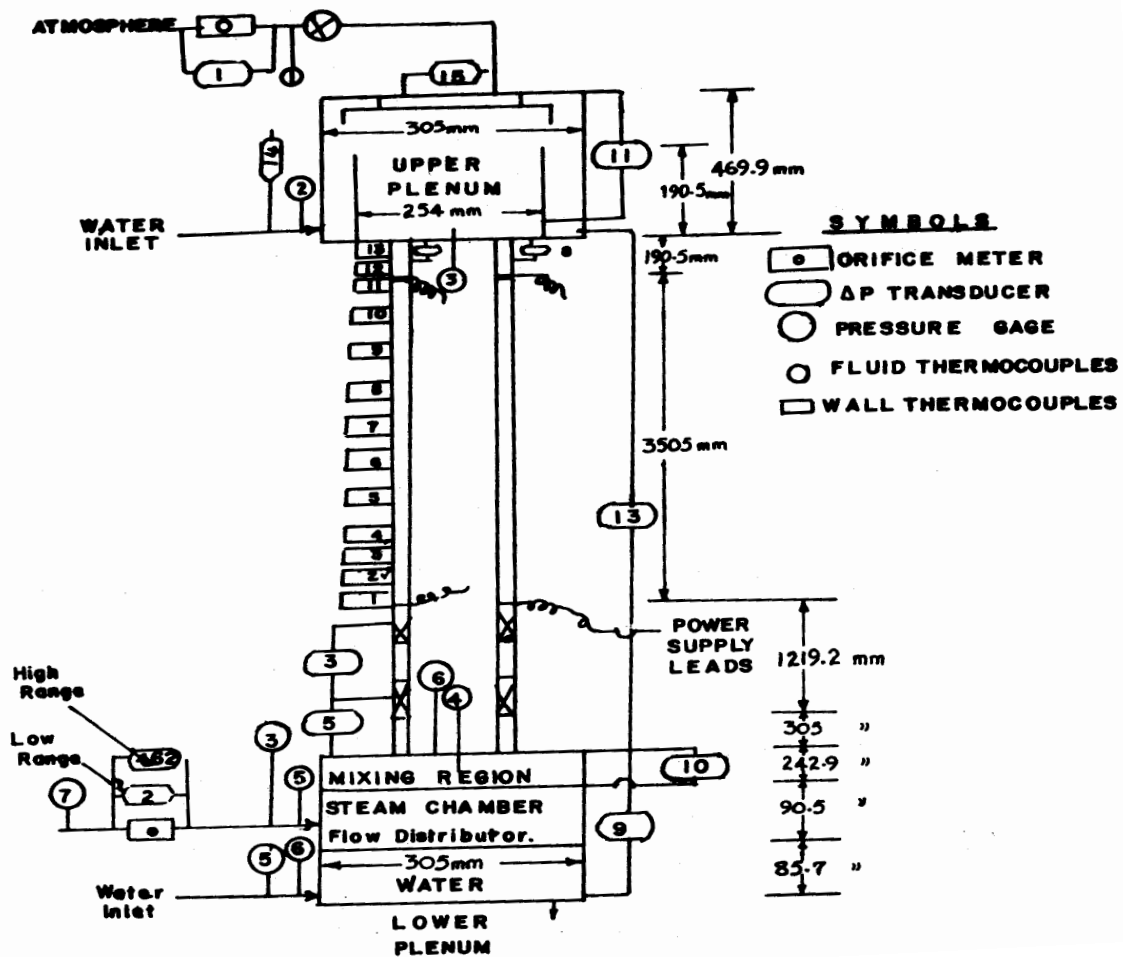 ATMOSPHERE
1
15
305mm
11
469.9 mm
190.5mm
UPPER
PLENUM
254 mm
14
2
WATER
INLET
SYMBOLS
ORIFICE METER
ΔP TRANSDUCER
PRESSURE GAGE
FLUID THERMOCOUPLES
WALL THERMOCOUPLES
13
12
11
10
9
8
7
6
5
4
3
2
1
3
8
190.5mm
3505 mm
13
POWER
SUPPLY
LEADS
1219.2 mm
305 "
242.9 "
90.5 "
85.7 "
3
5
6
4
High
Range
Low
Range
2
7
3
5
5
6
10
9
MIXING REGION
STEAM CHAMBER
Flow Distributor.
305mm
WATER
Water
Inlet
LOWER
PLENUM